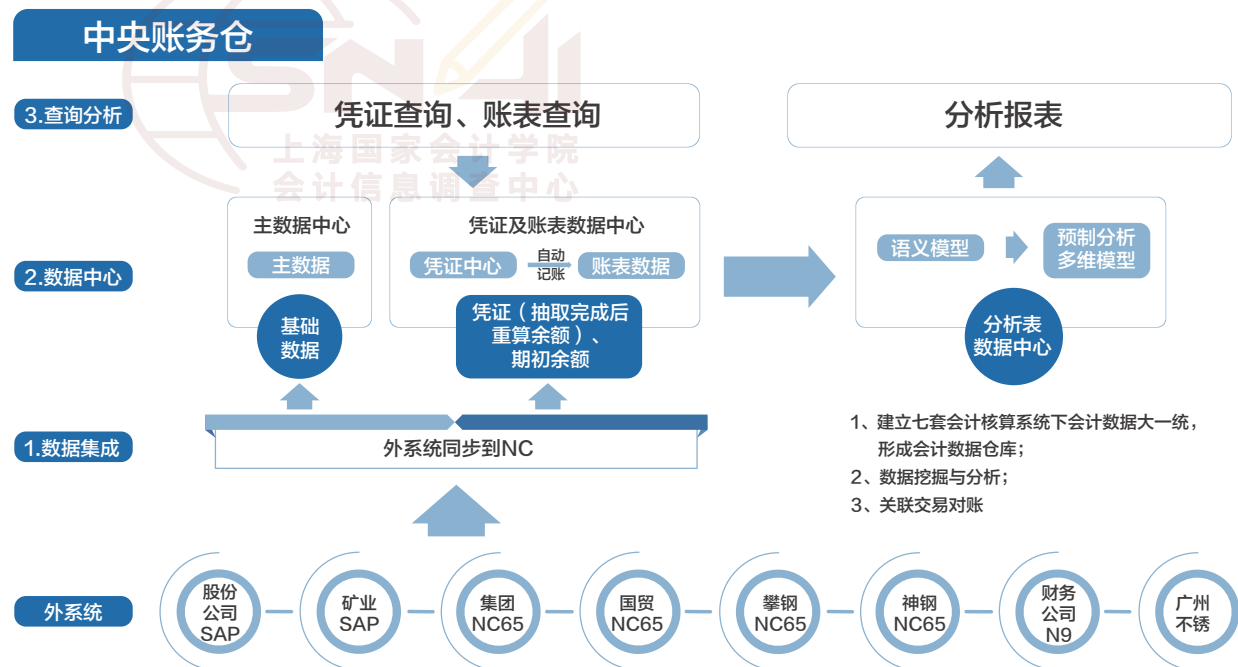 中央账务仓
SNAI
上海国家会计学院
会计信息调查中心
3.查询分析
凭证查询、账表查询
分析报表
2.数据中心
主数据中心
主数据
基础
数据
凭证及账表数据中心
凭证中心
自动
记账
账表数据
凭证（抽取完成后
重算余额）、
期初余额
语义模型
预制分析
多维模型
分析表
数据中心
1.数据集成
外系统同步到NC
1、建立七套会计核算系统下会计数据大一统，
形成会计数据仓库；
2、数据挖掘与分析；
3、关联交易对账
外系统
股份
公司
SAP
矿业
SAP
集团
NC65
国贸
NC65
攀钢
NC65
神钢
NC65
财务
公司
N9
广州
不锈